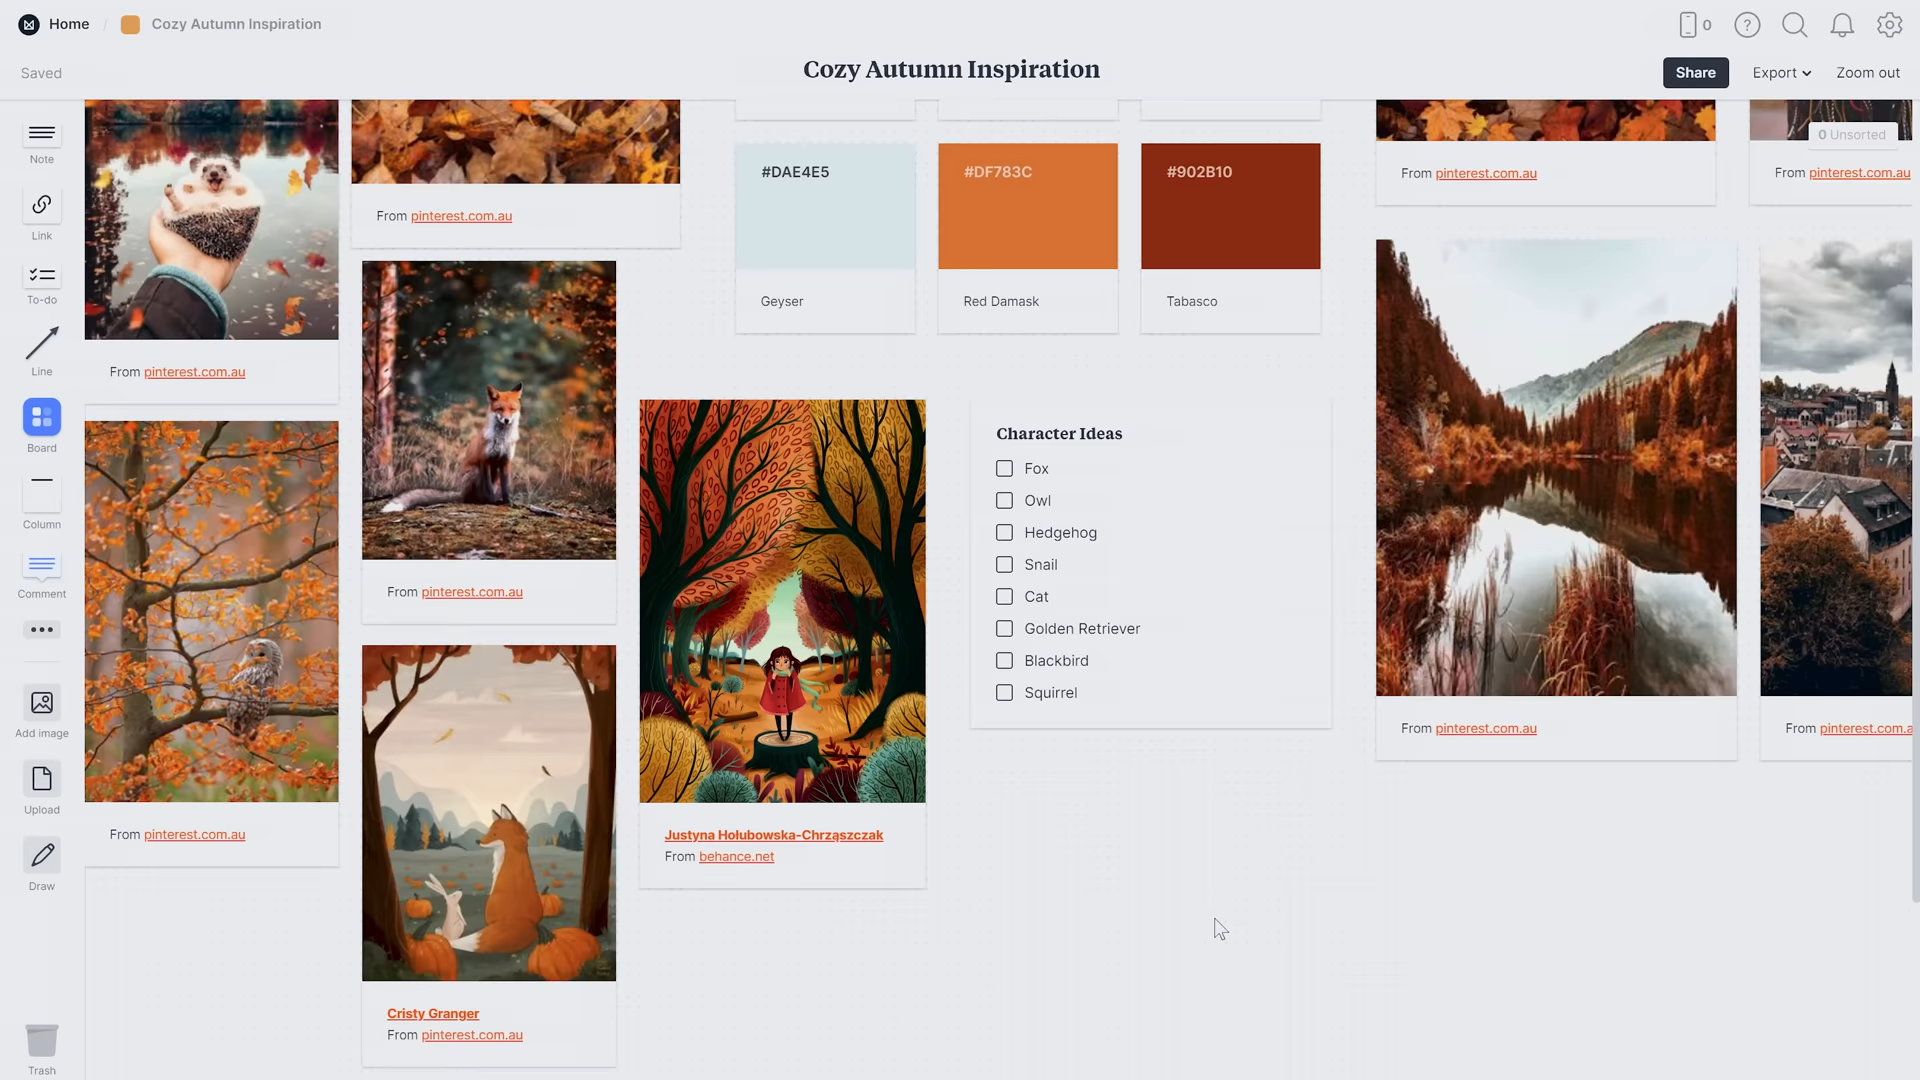 Home / Cozy Autumn Inspiration
0
Saved
Cozy Autumn Inspiration
Share
Export
Zoom out
Note
Link
To-do
Line
Board
Column
Comment
Add image
Upload
Draw
Trash
From pinterest.com.au
From pinterest.com.au
From pinterest.com.au
From pinterest.com.au
Cristy Granger
From pinterest.com.au
#DAE4E5
Geyser
#DF783C
Red Damask
#902B10
Tabasco
Justyna Hołubowska-Chrząszczak
From behance.net
Character Ideas
Fox
Owl
Hedgehog
Snail
Cat
Golden Retriever
Blackbird
Squirrel
From pinterest.com.au
0 Unsorted
From pinterest.com.au
From pinterest.com.au
From pinterest.com.a